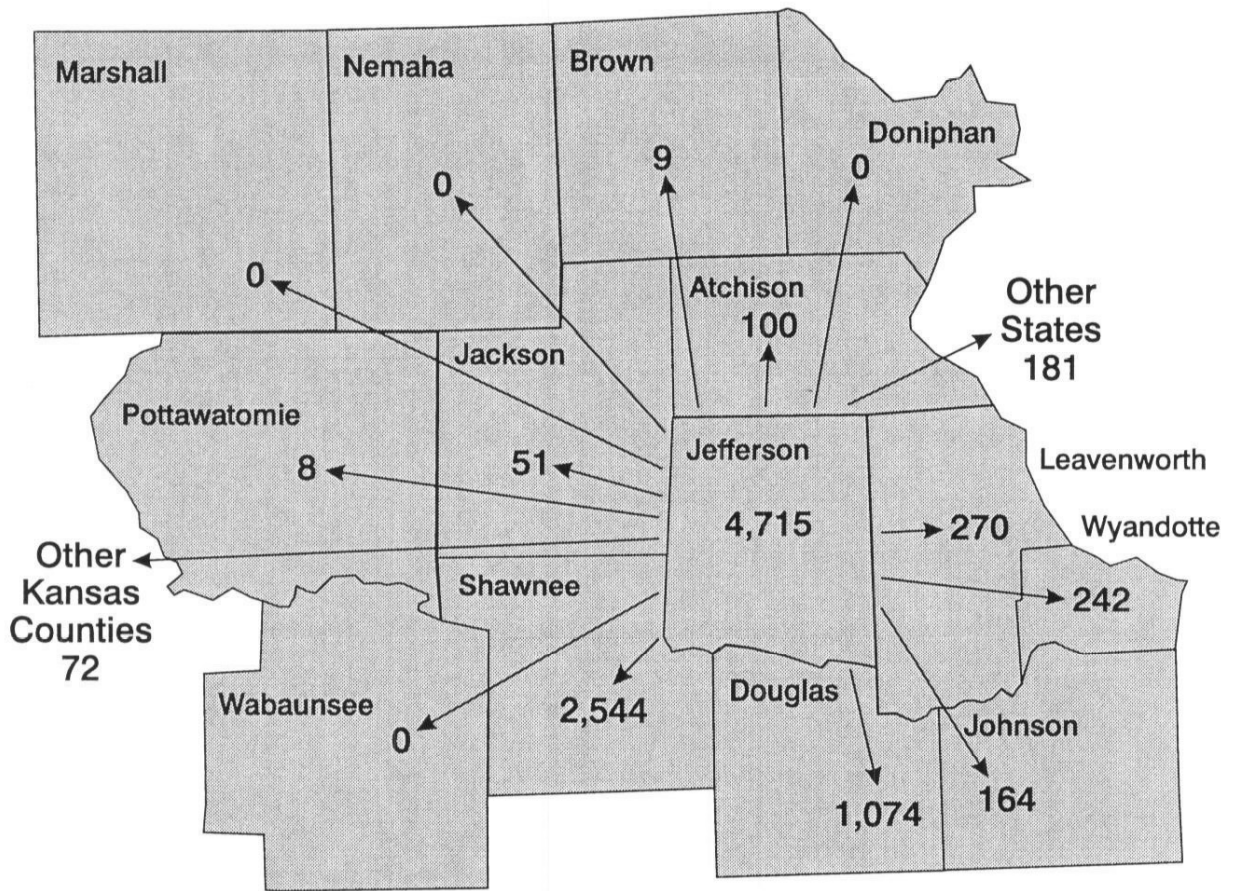 Marshall
0
Nemaha
0
Brown
9
Doniphan
0
Atchison
100
Other
States
181
Jackson
51
Pottawatomie
8
Jefferson
4,715
Leavenworth
270
Wyandotte
242
Other
Kansas
Counties
72
Shawnee
2,544
Wabaunsee
0
Douglas
1,074
Johnson
164